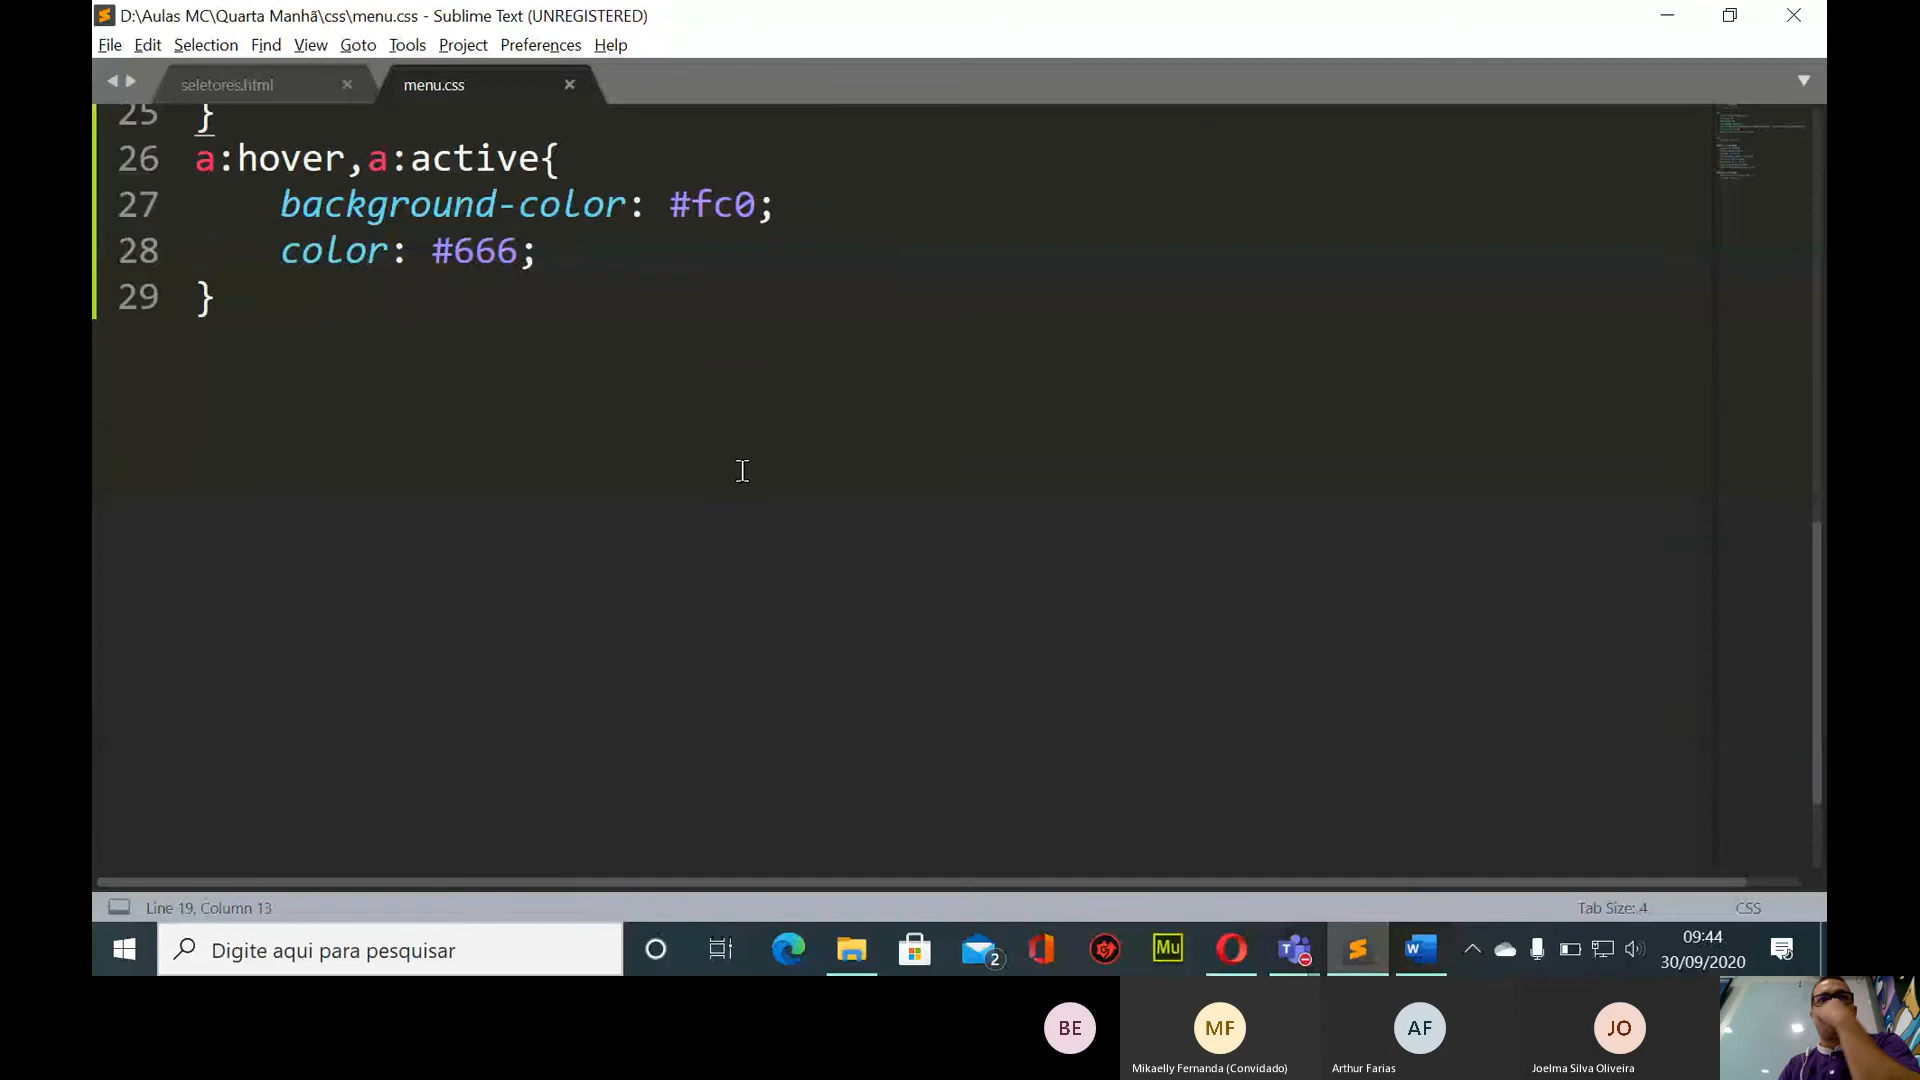 D:\Aulas MC\Quarta Manhã\css\menu.css - Sublime Text (UNREGISTERED)
File Edit Selection Find View Goto Tools Project Preferences Help
seletores.html
menu.css
25 }
26 a:hover,a:active{
27 background-color: #fc0;
28 color: #666;
29 }
Line 19, Column 13
Tab Size: 4
CSS
Digite aqui para pesquisar
2
Mu
W
09:44
30/09/2020
BE
MF
AF
JO
Mikaelly Fernanda (Convidado)
Arthur Farias
Joelma Silva Oliveira